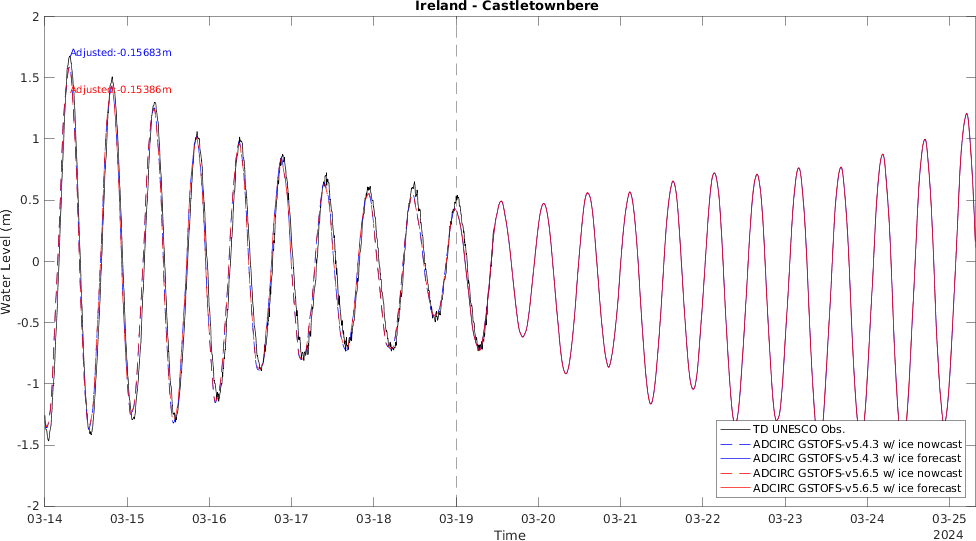 Ireland - Castletownbere
2
1.5
1
0.5
0
-0.5
-1
-1.5
-2
Water Level (m)
Adjusted:-0.15683m
Adjusted:-0.15386m
TD UNESCO Obs.
ADCIRC GSTOFS-v5.4.3 w/ ice nowcast
ADCIRC GSTOFS-v5.4.3 w/ ice forecast
ADCIRC GSTOFS-v5.6.5 w/ ice nowcast
ADCIRC GSTOFS-v5.6.5 w/ ice forecast
03-14 03-15 03-16 03-17 03-18 03-19 03-20 03-21 03-22 03-23 03-24 03-25
Time
2024